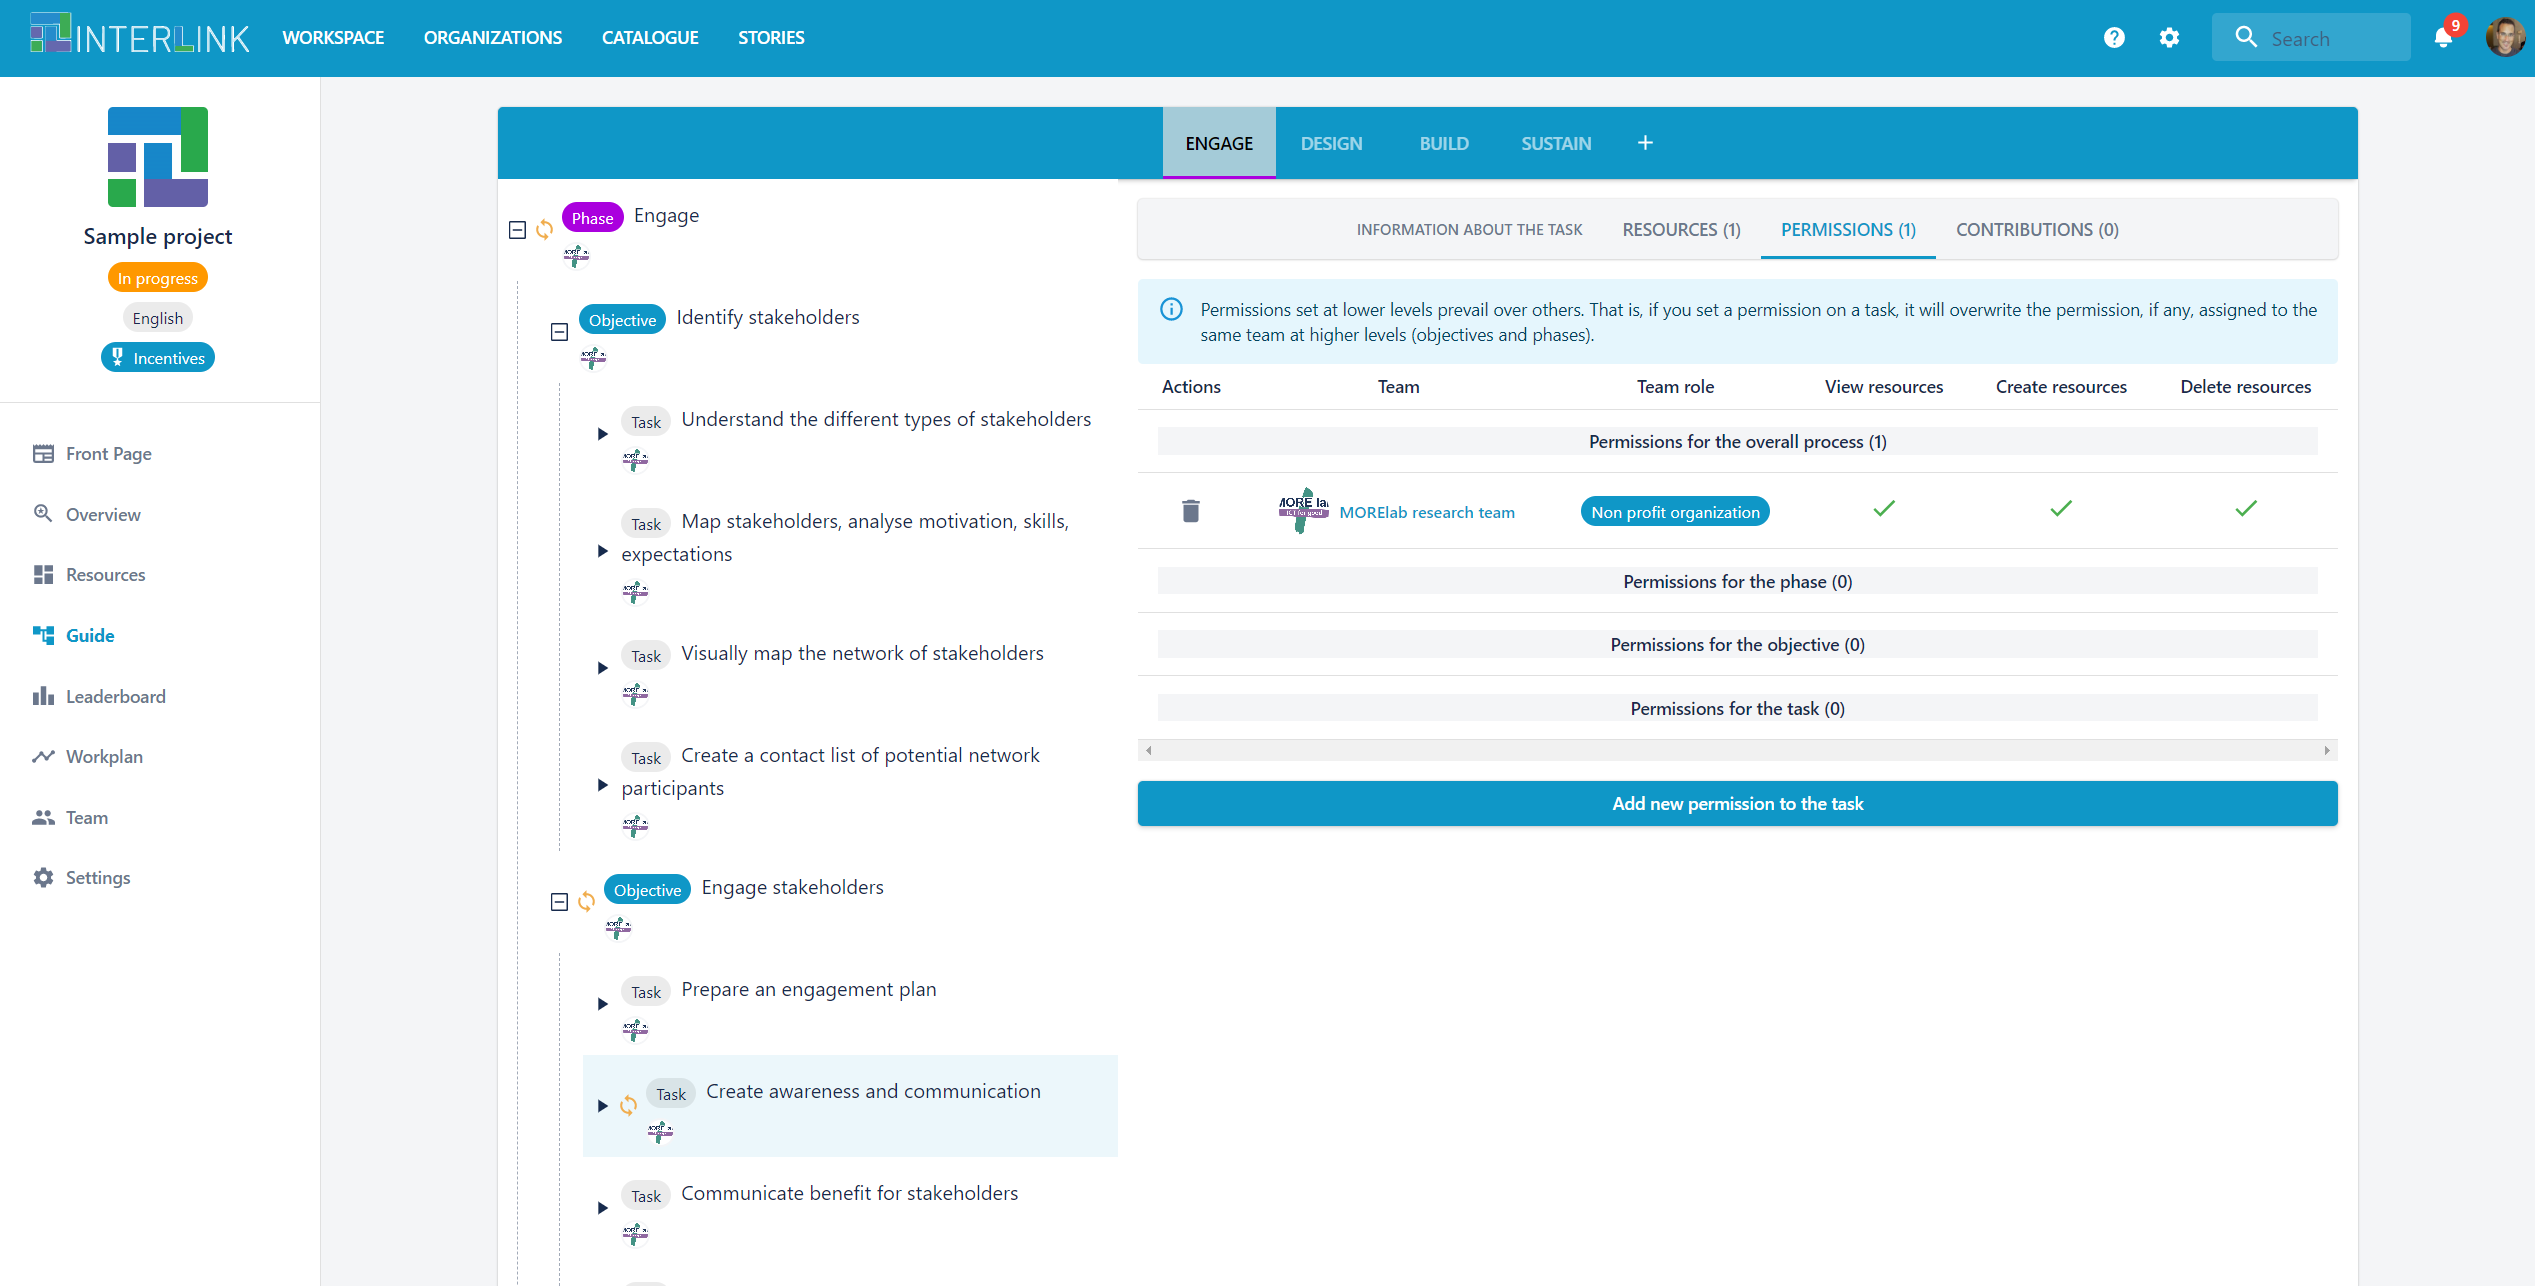 INTERLINK
WORKSPACE
ORGANIZATIONS
CATALOGUE
STORIES
Search
9
Sample project
In progress
English
Incentives
Front Page
Overview
Resources
Guide
Leaderboard
Workplan
Team
Settings
ENGAGE
DESIGN
BUILD
SUSTAIN
+
Phase Engage
Objective Identify stakeholders
Task Understand the different types of stakeholders
Task Map stakeholders, analyse motivation, skills,
expectations
Task Visually map the network of stakeholders
Task Create a contact list of potential network
participants
Objective Engage stakeholders
Task Prepare an engagement plan
Task Create awareness and communication
Task Communicate benefit for stakeholders
INFORMATION ABOUT THE TASK
RESOURCES (1)
PERMISSIONS (1)
CONTRIBUTIONS (0)
Permissions set at lower levels prevail over others. That is, if you set a permission on a task, it will overwrite the permission, if any, assigned to the
same team at higher levels (objectives and phases).
Actions Team Team role View resources Create resources Delete resources
Permissions for the overall process (1)
MORElab research team Non profit organization
Permissions for the phase (0)
Permissions for the objective (0)
Permissions for the task (0)
Add new permission to the task